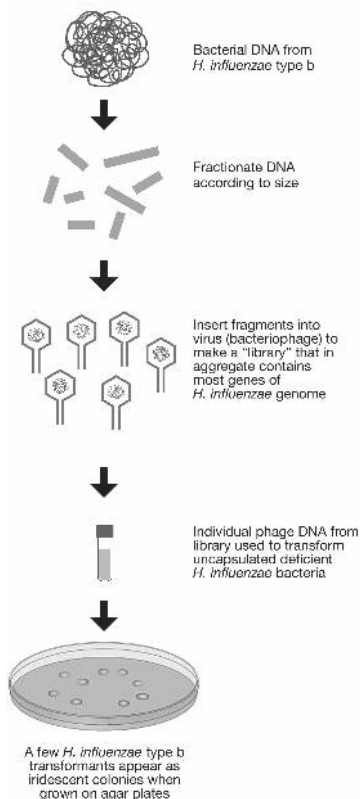 Bacterial DNA from
H. influenzae type b
Fractionate DNA
according to size
Insert fragments into
virus (bacteriophage) to
make a “library” that in
aggregate contains
most genes of
H. influenzae genome
Individual phage DNA from
library used to transform
uncapsulated deficient
H. influenzae bacteria
A few H. influenzae type b
transformants appear as
iridescent colonies when
grown on agar plates